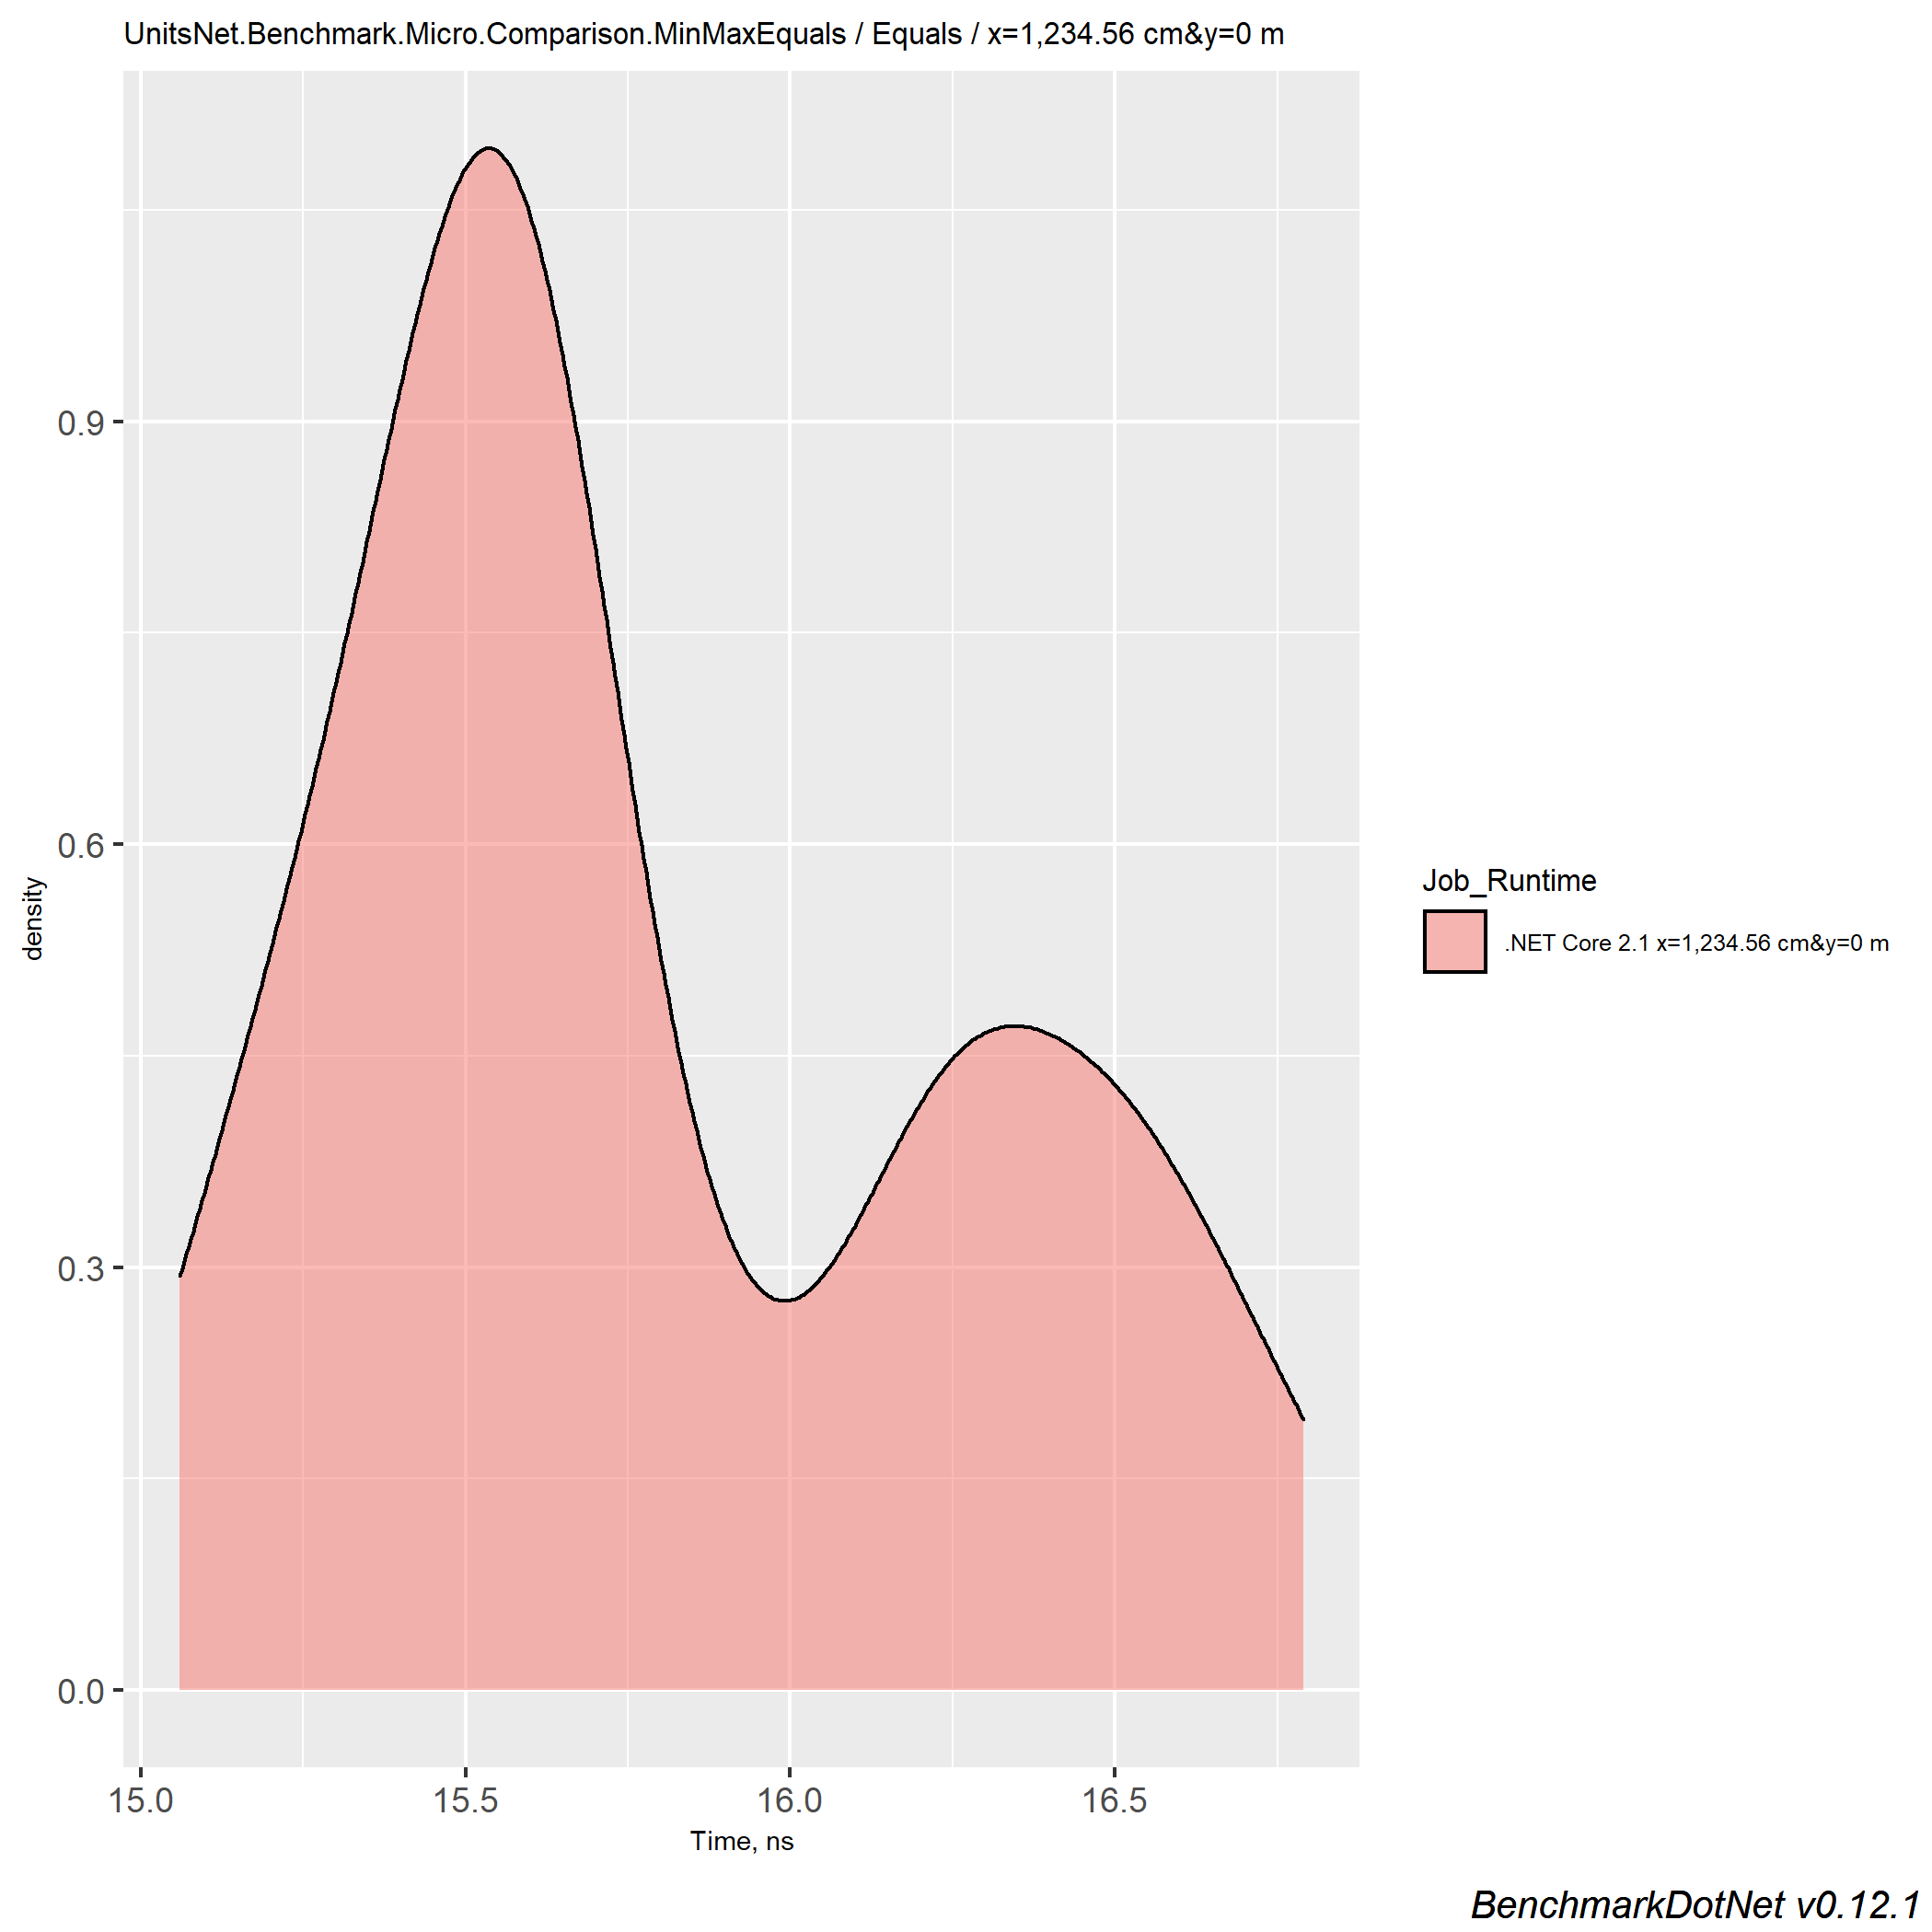 UnitsNet.Benchmark.Micro.Comparison.MinMaxEquals / Equals / x=1,234.56 cm&y=0 m
density
0.9
0.6
0.3
0.0
15.0 15.5 16.0 16.5
Time, ns
Job_Runtime
.NET Core 2.1 x=1,234.56 cm&y=0 m
BenchmarkDotNet v0.12.1